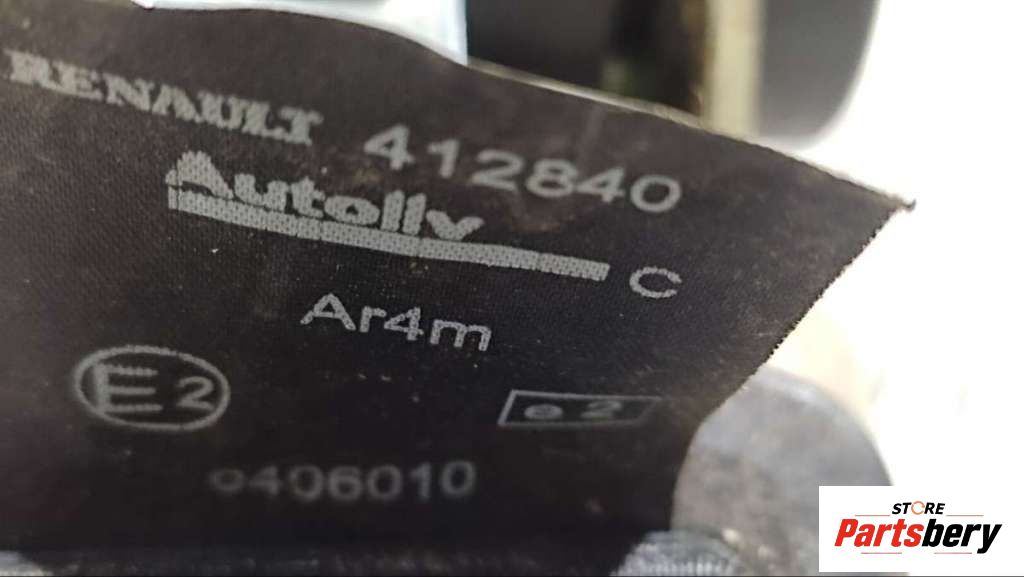 RENAULT 412840
Autoliv C
Ar4m
E2
e2
0406010
STORE
Partsbery